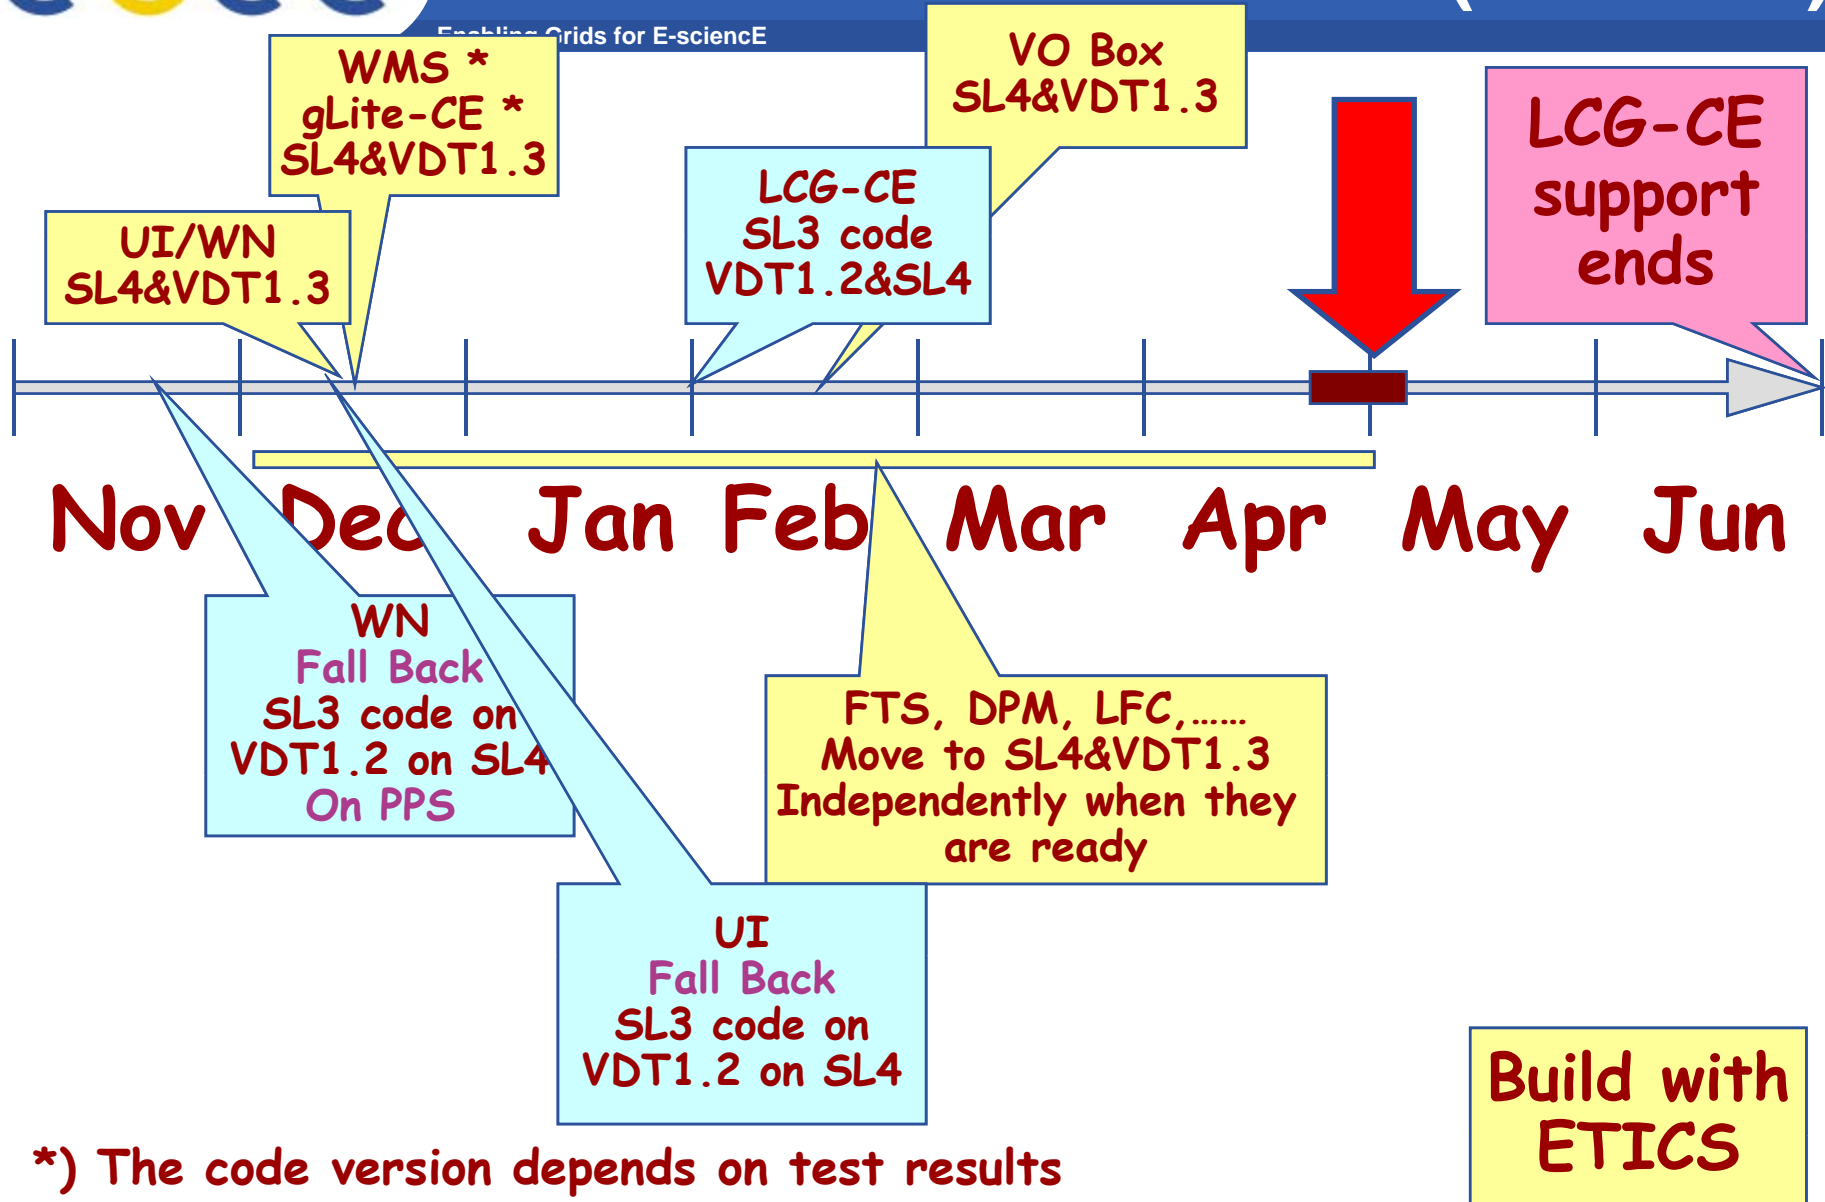 Enabling Grids for E-sciencE
WMS *
gLite-CE *
SL4&VDT1.3
VO Box
SL4&VDT1.3
LCG-CE
support
ends
LCG-CE
SL3 code
VDT1.2&SL4
UI/WN
SL4&VDT1.3
Nov Dec Jan Feb Mar Apr May Jun
WN
Fall Back
SL3 code on
VDT1.2 on SL4
On PPS
FTS, DPM, LFC,……
Move to SL4&VDT1.3
Independently when they
are ready
UI
Fall Back
SL3 code on
VDT1.2 on SL4
Build with
ETICS
*) The code version depends on test results